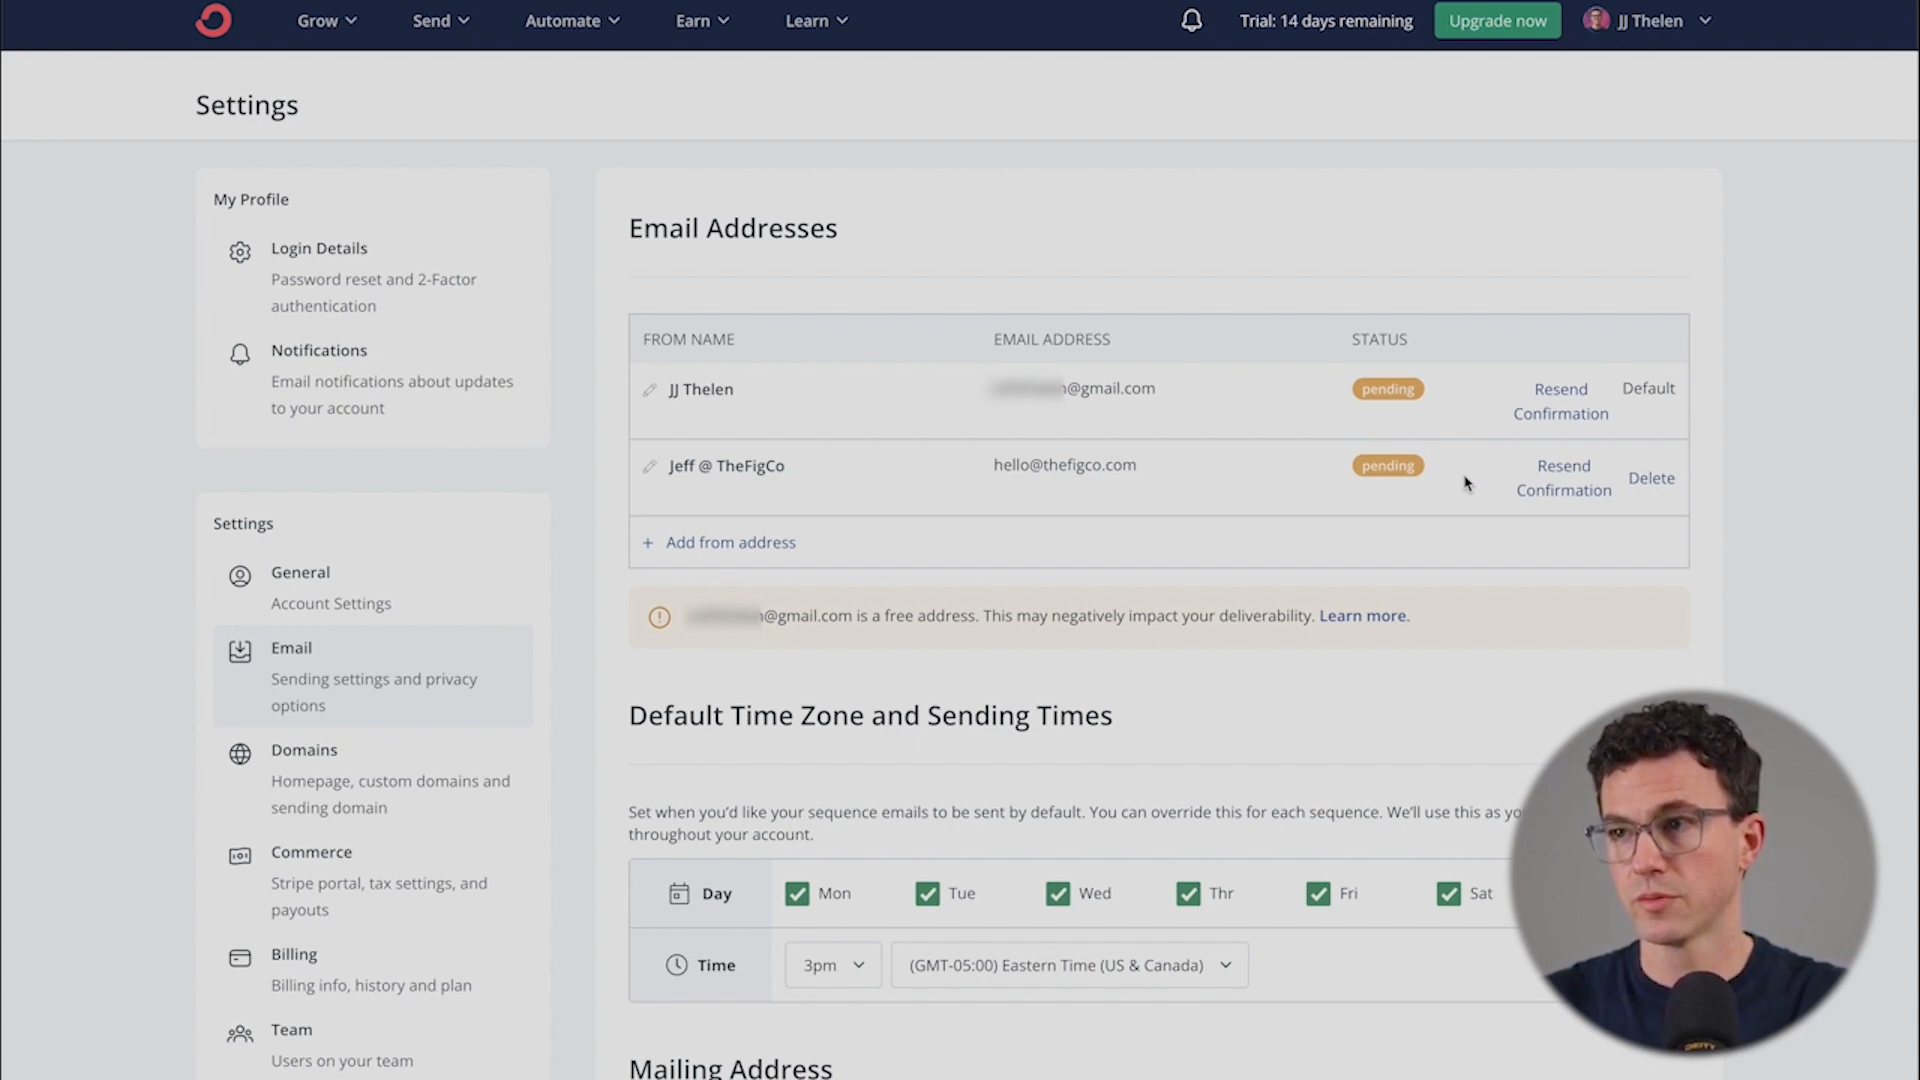 Grow
Send
Automate
Earn
Learn
Trial: 14 days remaining
Upgrade now
JJ Thelen
Settings
My Profile
Login Details
Password reset and 2-Factor
authentication
Notifications
Email notifications about updates
to your account
Settings
General
Account Settings
Email
Sending settings and privacy
options
Domains
Homepage, custom domains and
sending domain
Commerce
Stripe portal, tax settings, and
payouts
Billing
Billing info, history and plan
Team
Users on your team
Email Addresses
FROM NAME EMAIL ADDRESS STATUS
JJ Thelen @gmail.com pending Resend Confirmation Default
Jeff @ TheFigCo hello@thefigco.com pending Resend Confirmation Delete
+ Add from address
@gmail.com is a free address. This may negatively impact your deliverability. Learn more.
Default Time Zone and Sending Times
Set when you'd like your sequence emails to be sent by default. You can override this for each sequence. We'll use this as
throughout your account.
Day Mon Tue Wed Thr Fri Sat
Time 3pm (GMT-05:00) Eastern Time (US & Canada)
Mailing Address
DEITY